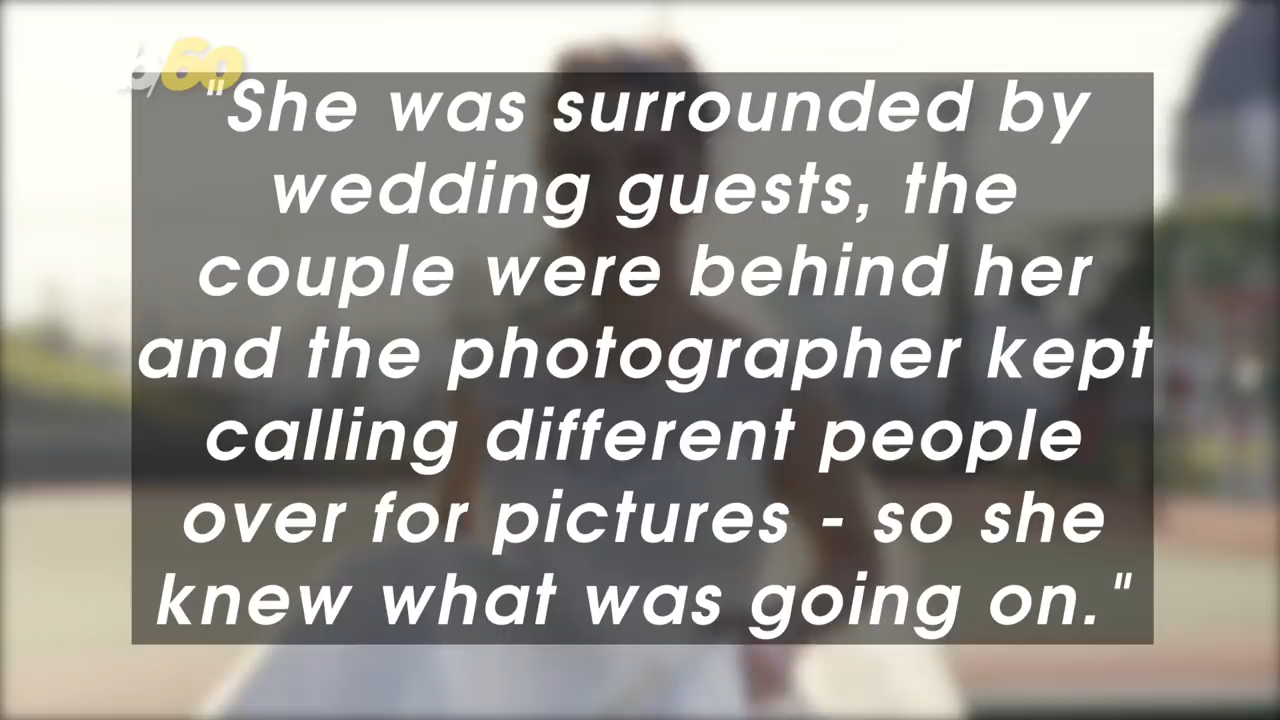 b/60
"She was surrounded by
wedding guests, the
couple were behind her
and the photographer kept
calling different people
over for pictures - so she
knew what was going on."